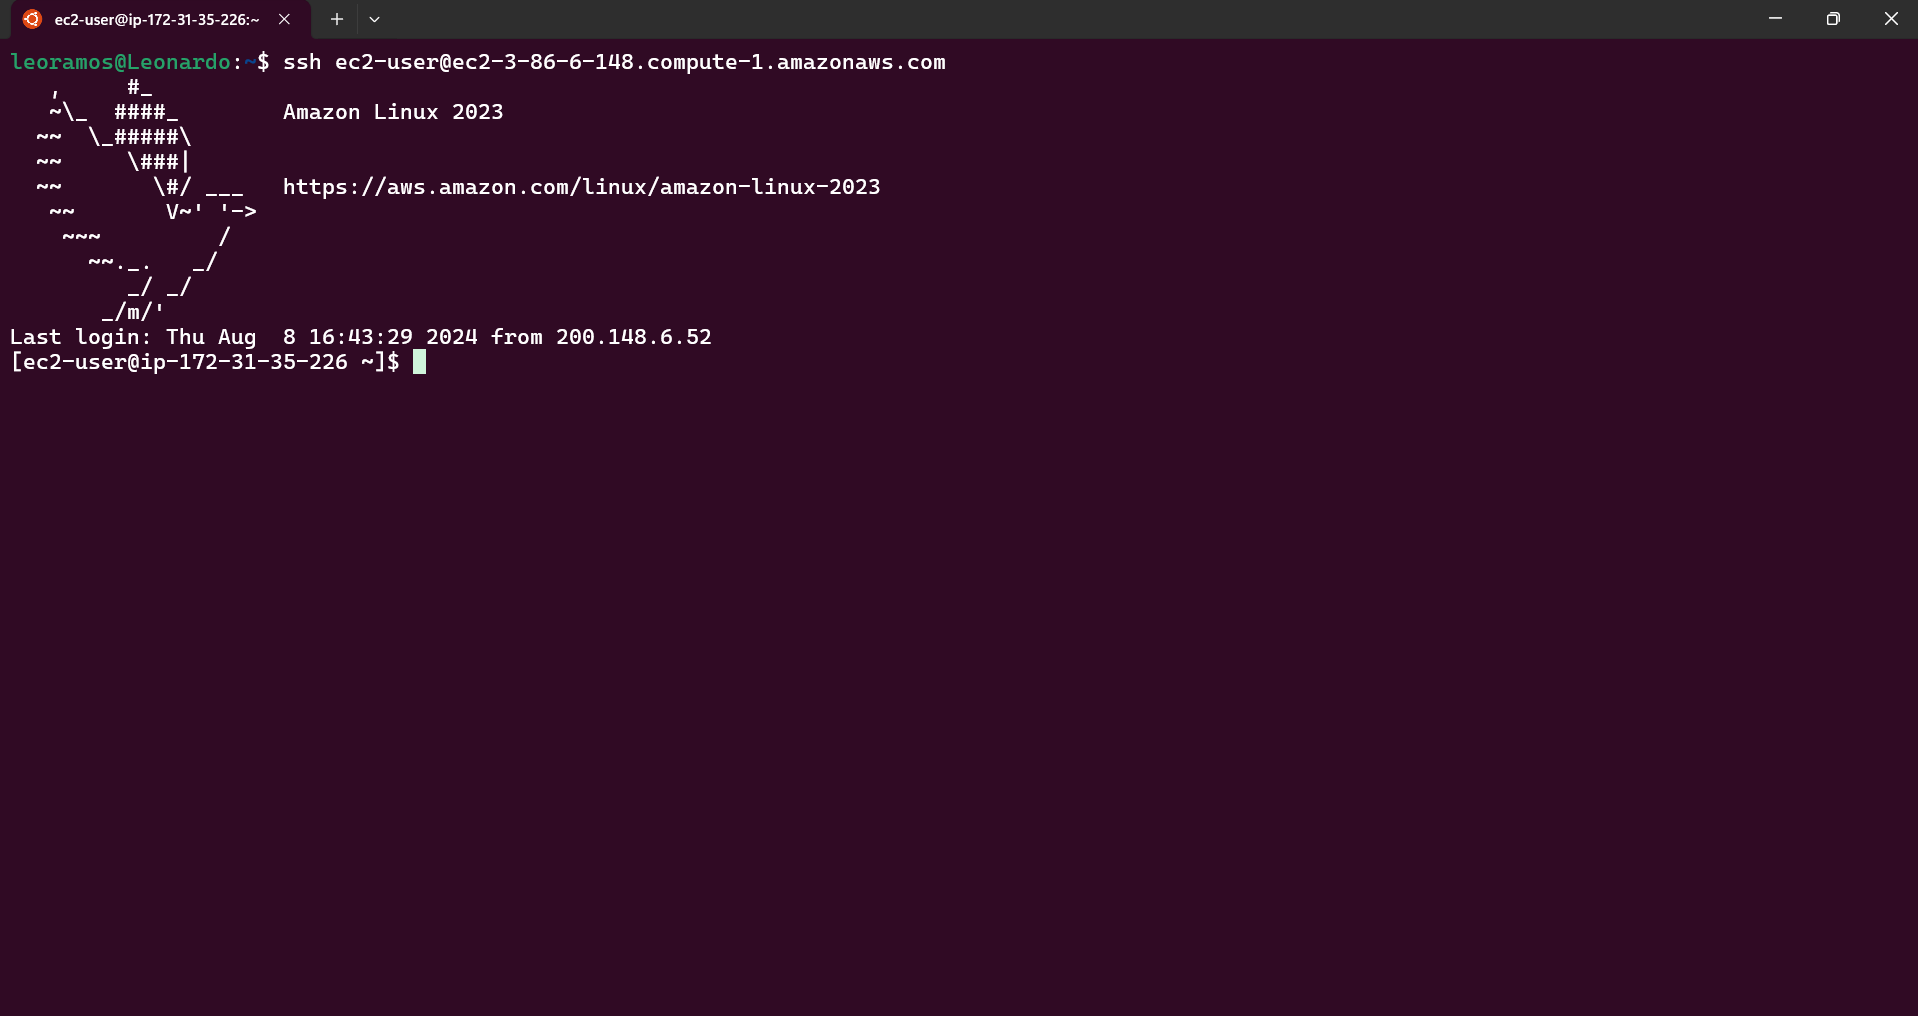 ec2-user@ip-172-31-35-226:~
leoramos@Leonardo:~$ ssh ec2-user@ec2-3-86-6-148.compute-1.amazonaws.com
   ,     #_
   ~\_  ####_        Amazon Linux 2023
  ~~  \_#####\
  ~~     \###|
  ~~       \#/ ___   https://aws.amazon.com/linux/amazon-linux-2023
   ~~       V~' '->
    ~~~         /
      ~~._.   _/
         _/ _/
       _/m/'
Last login: Thu Aug  8 16:43:29 2024 from 200.148.6.52
[ec2-user@ip-172-31-35-226 ~]$